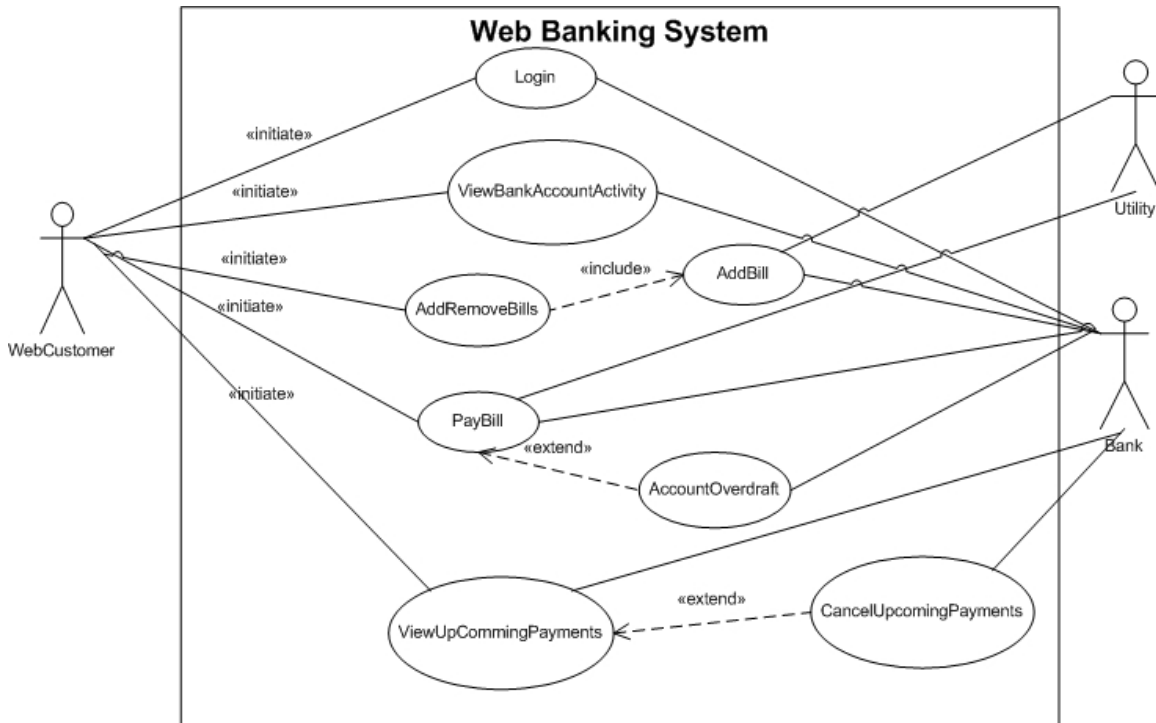 Web Banking System
Login
«initiate»
«initiate»
ViewBankAccountActivity
Utility
«initiate»
«include»
AddBill
«initiate»
AddRemoveBills
WebCustomer
«initiate»
PayBill
«extend»
Bank
AccountOverdraft
«extend»
CancelUpcomingPayments
ViewUpCommingPayments